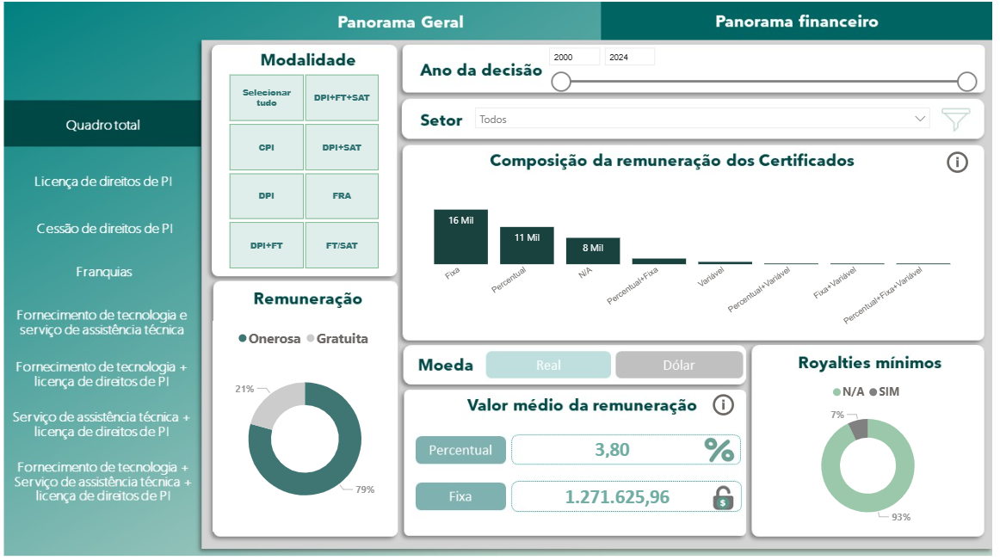 Panorama Geral
Panorama financeiro
Quadro total
Licença de direitos de PI
Cessão de direitos de PI
Franquias
Fornecimento de tecnologia e
serviço de assistência técnica
Fornecimento de tecnologia +
licença de direitos de PI
Serviço de assistência técnica +
licença de direitos de PI
Fornecimento de tecnologia +
Serviço de assistência técnica +
licença de direitos de PI
Modalidade
Selecionar
tudo
DPI+FT+SAT
CPI
DPI+SAT
DPI
FRA
DPI+FT
FT/SAT
Ano da decisão
2000
2024
Setor
Todos
Composição da remuneração dos Certificados
16 Mil
11 Mil
8 Mil
Fixa
Percentual
N/A
Percentual+Fixa
Variável
Percentual+Variável
Fixa+Variável
Percentual+Fixa+Variável
Remuneração
Onerosa
Gratuita
21%
79%
Moeda
Real
Dólar
Valor médio da remuneração
Percentual
3,80
%
Fixa
1.271.625,96
$
Royalties mínimos
N/A
SIM
7%
93%